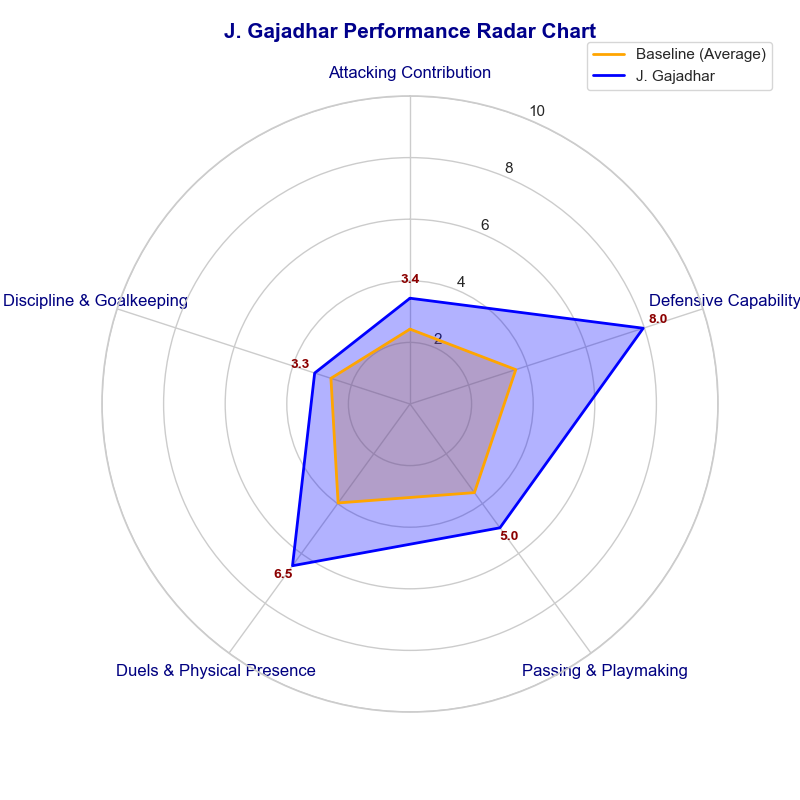 J. Gajadhar Performance Radar Chart
Baseline (Average)
J. Gajadhar
Attacking Contribution
10
8
6
4
2
3.4
Discipline & Goalkeeping
Defensive Capability
8.0
3.3
5.0
6.5
Duels & Physical Presence
Passing & Playmaking